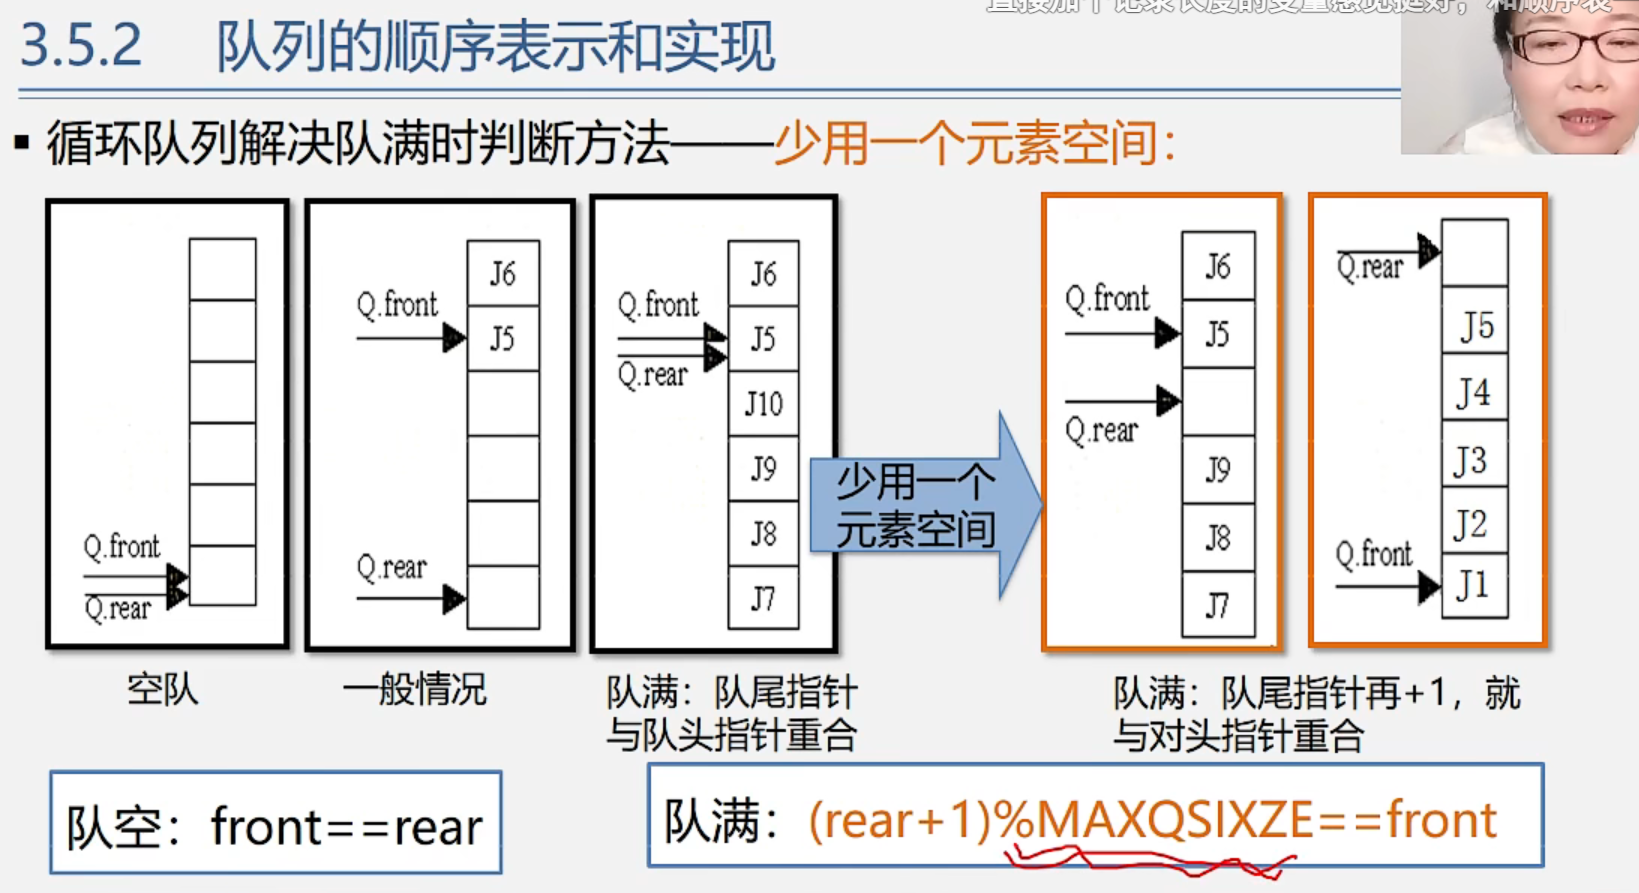 3.5.2 队列的顺序表示和实现
▪ 循环队列解决队满时判断方法——少用一个元素空间：
Q.front
Q.rear
空队
J6
Q.front
J5
Q.rear
一般情况
J6
Q.front
J5
Q.rear
J10
J9
J8
J7
队满：队尾指针
与队头指针重合
少用一个
元素空间
J6
Q.front
J5
Q.rear
J9
J8
J7
Q.rear
J5
J4
J3
J2
Q.front
J1
队满：队尾指针再+1，就
与对头指针重合
队空：front==rear
队满：(rear+1)%MAXQSIXZE==front